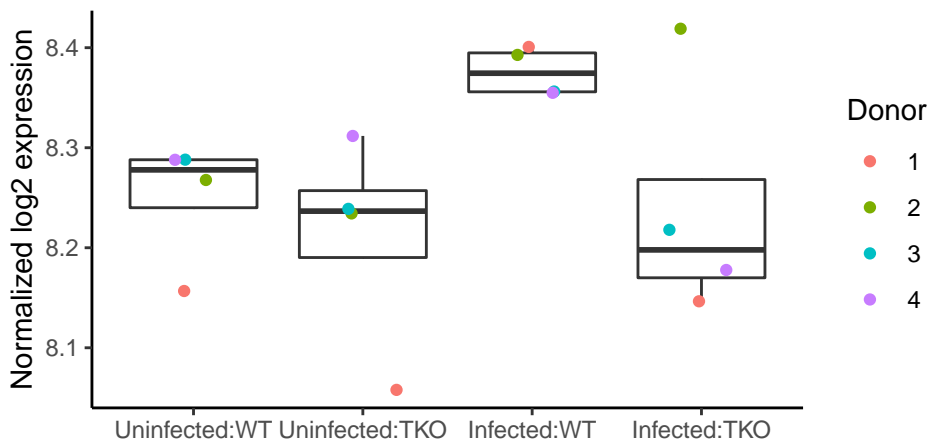 Normalized log2 expression
8.4
8.3
8.2
8.1
Uninfected:WT Uninfected:TKO Infected:WT Infected:TKO
Donor
1
2
3
4